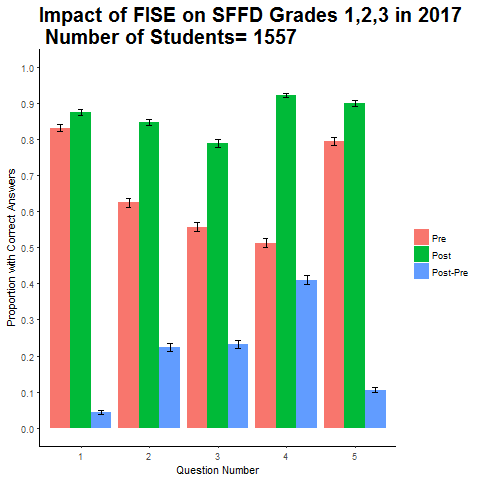 Impact of FISE on SFFD Grades 1,2,3 in 2017
Number of Students= 1557
Proportion with Correct Answers
1.0
0.9
0.8
0.7
0.6
0.5
0.4
0.3
0.2
0.1
0.0
1 2 3 4 5
Question Number
Pre
Post
Post-Pre